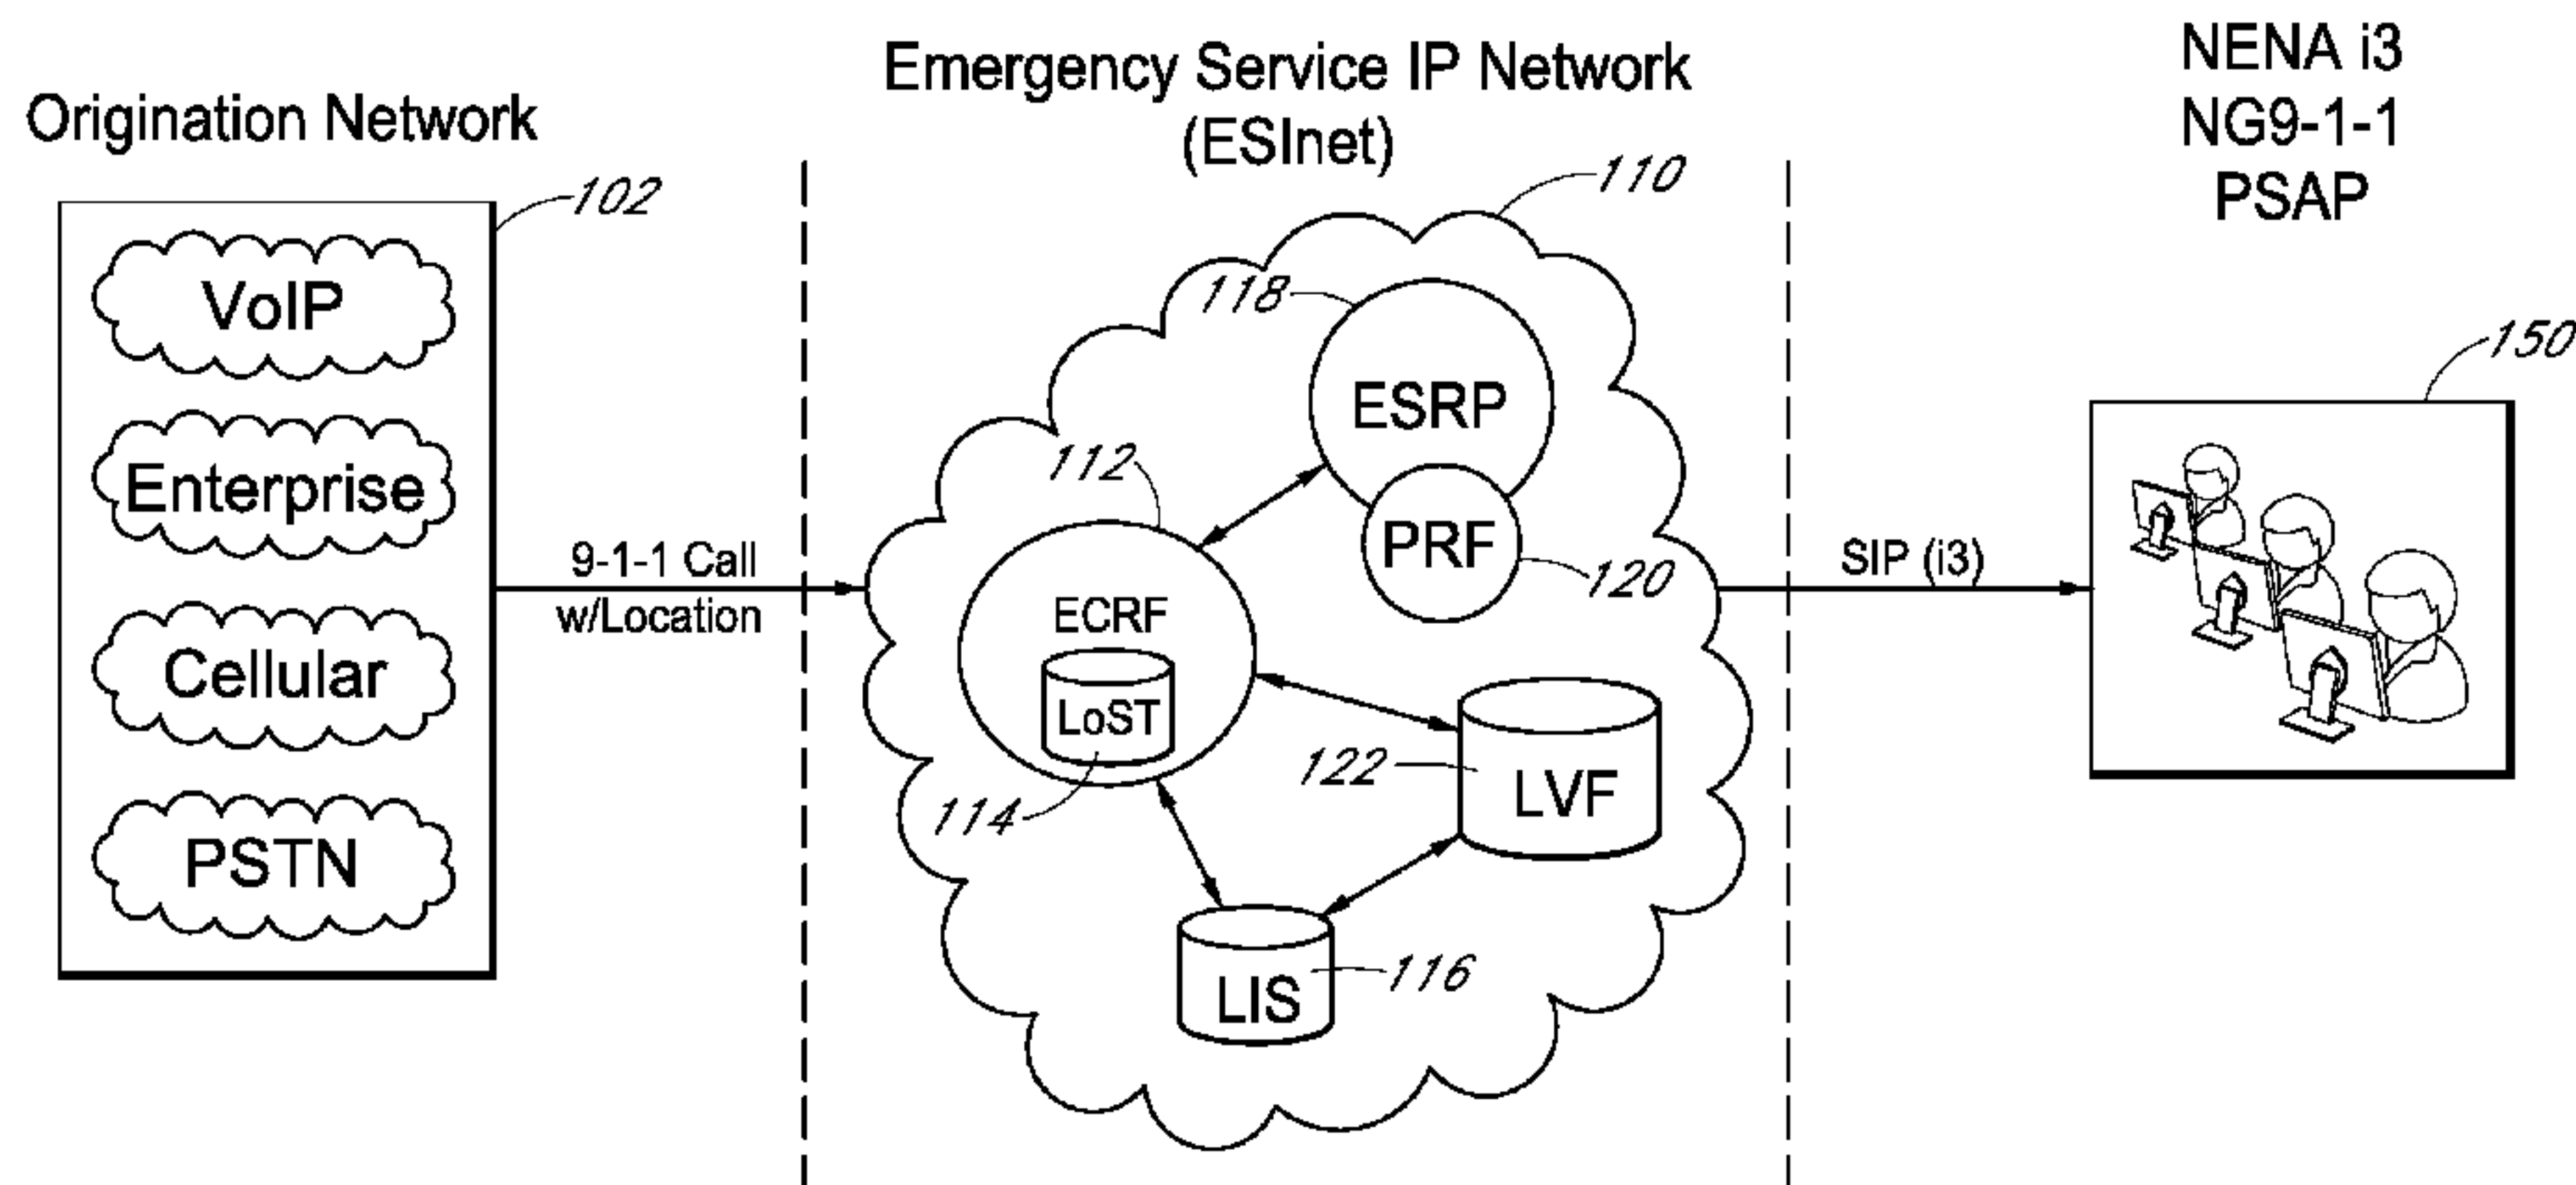 Origination Network
102
VoIP
Enterprise
Cellular
PSTN
9-1-1 Call
w/Location
Emergency Service IP Network
(ESInet)
110
118
ESRP
112
PRF
120
ECRF
LoST
114
122
LVF
LIS
116
SIP (i3)
NENA i3
NG9-1-1
PSAP
150